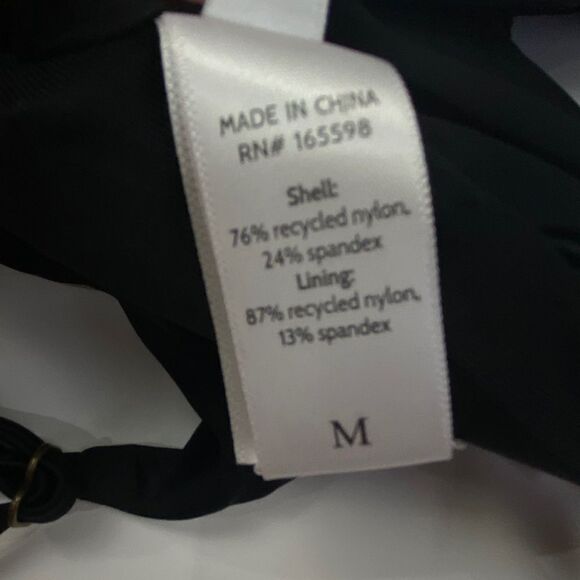 MADE IN CHINA
RN# 165598
Shell:
76% recycled nylon,
24% spandex
Lining:
87% recycled nylon,
13% spandex
M